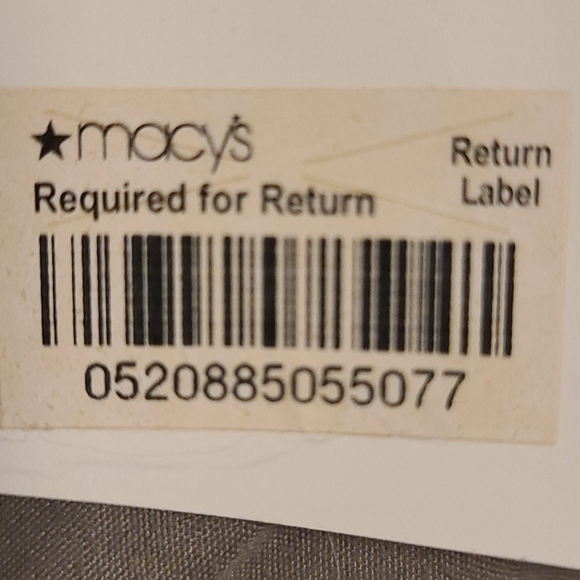 ★macy's
Return
Label
Required for Return
0520885055077